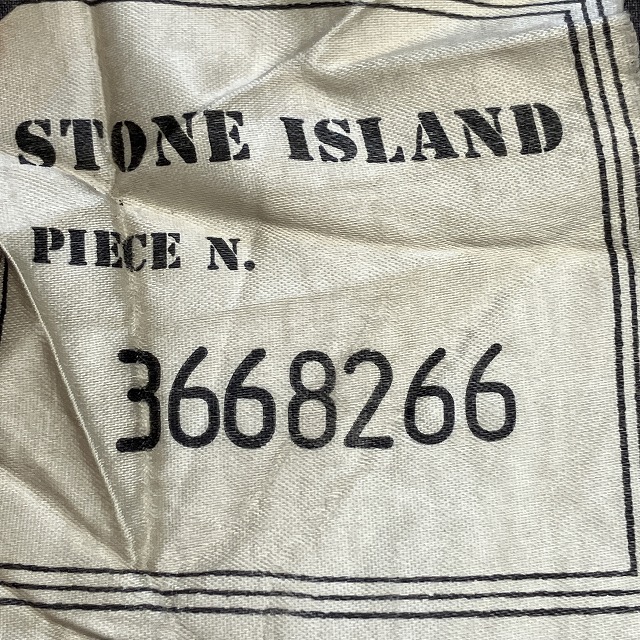 STONE ISLAND
PIECE N.
3668266